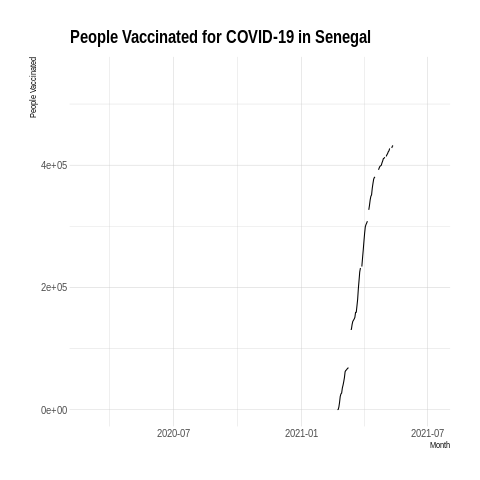 People Vaccinated for COVID-19 in Senegal
People Vaccinated
4e+05
2e+05
0e+00
2020-07 2021-01 2021-07
Month